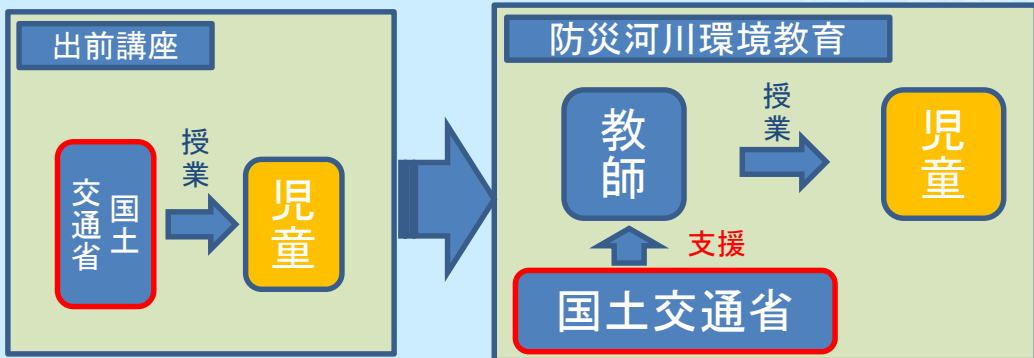 出前講座
国土交通省
授業
児童
防災河川環境教育
教師
授業
児童
支援
国土交通省